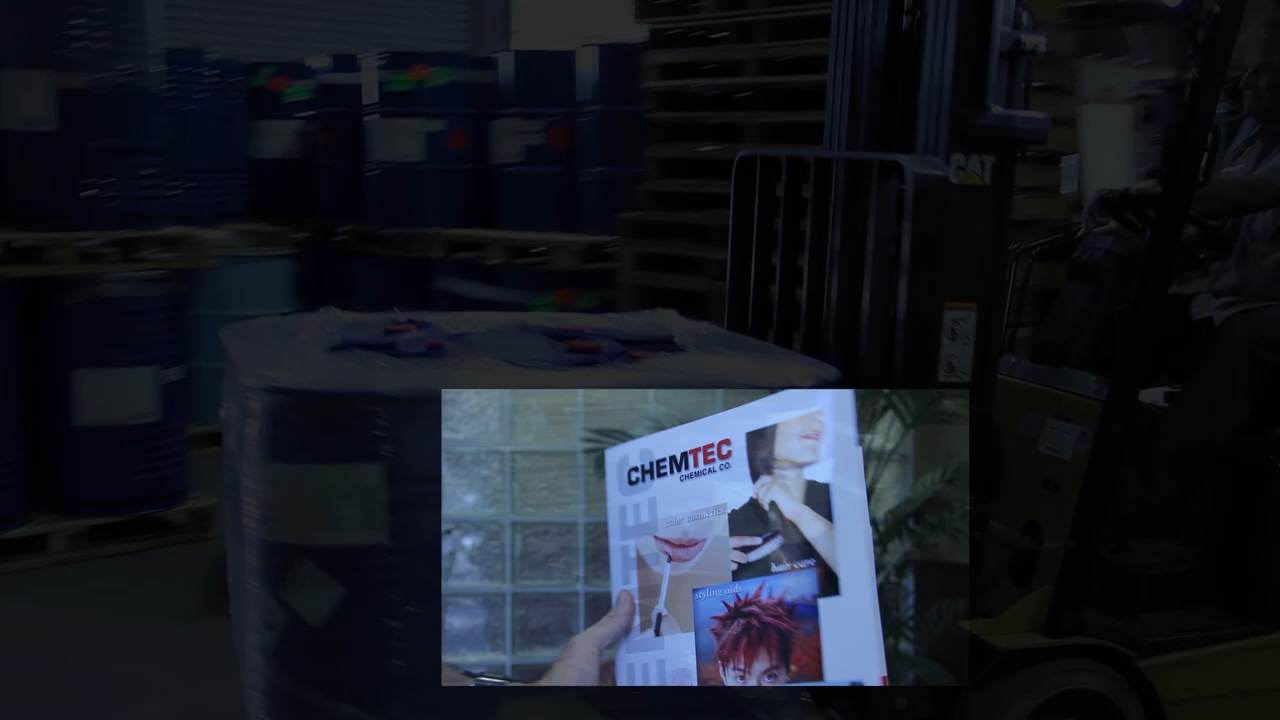 CAT
CHEMTEC
CHEMICAL CO.
color cosmetics
hair care
styling aids